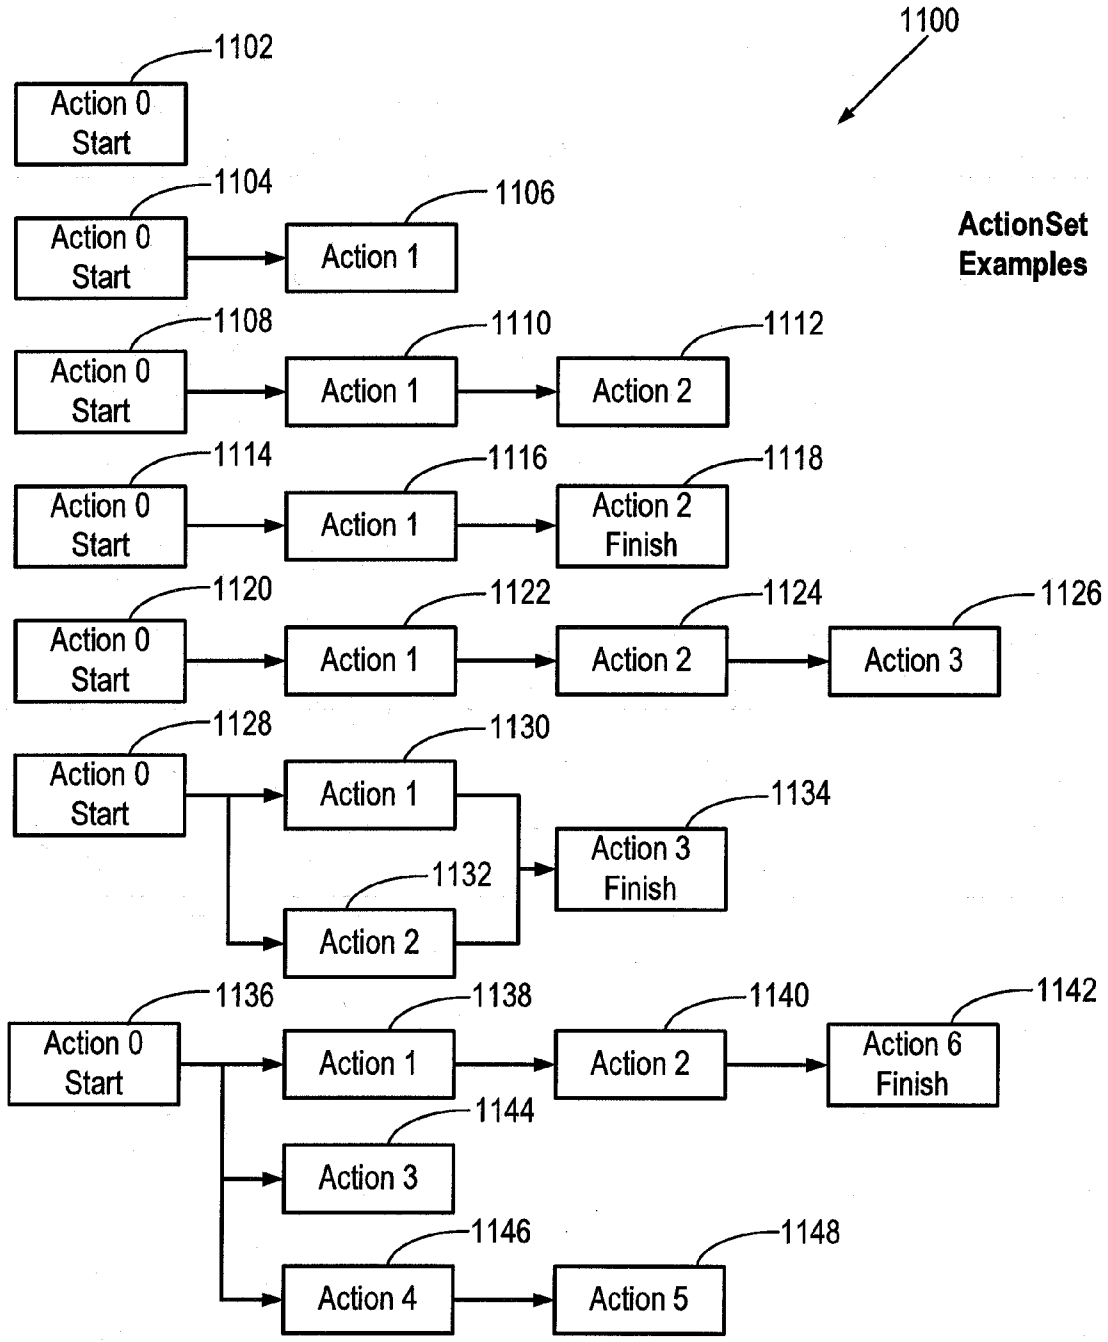 1100
1102
Action 0
Start
1104
1106
Action 0
Start
Action 1
ActionSet
Examples
1108
1110
1112
Action 0
Start
Action 1
Action 2
1114
1116
1118
Action 0
Start
Action 1
Action 2
Finish
1120
1122
1124
1126
Action 0
Start
Action 1
Action 2
Action 3
1128
1130
Action 0
Start
Action 1
1134
Action 3
Finish
1132
Action 2
1136
1138
1140
1142
Action 0
Start
Action 1
Action 2
Action 6
Finish
1144
Action 3
1146
1148
Action 4
Action 5